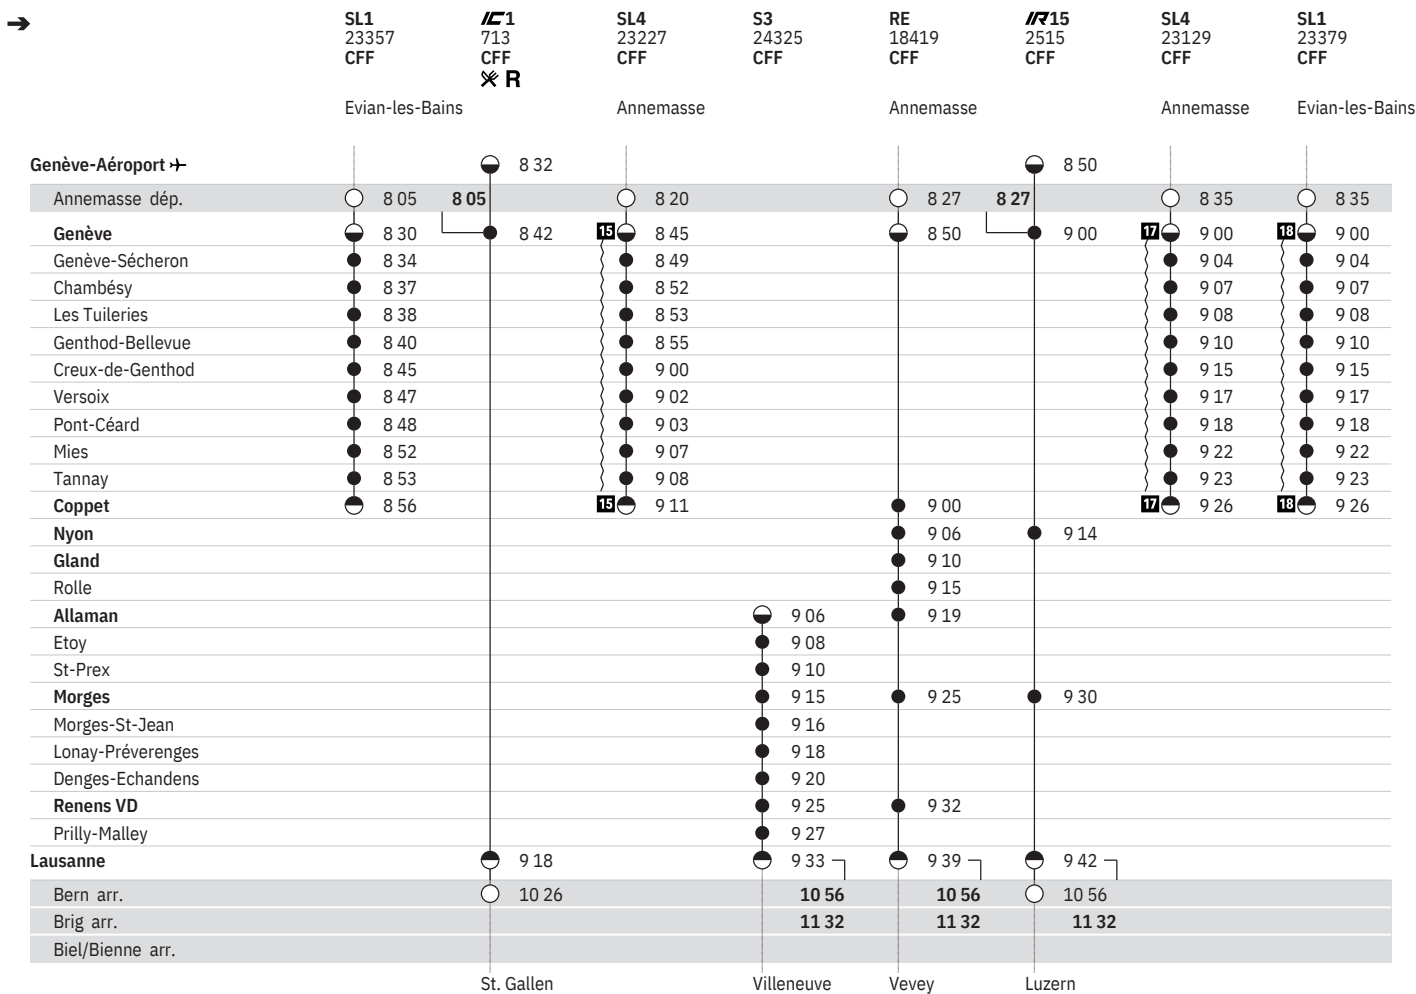 SL1 IC1 SL4 S3 RE IR15 SL4 SL1
23357 713 23227 24325 18419 2515 23129 23379
CFF CFF CFF CFF CFF CFF CFF CFF
R
Evian-les-Bains Annemasse Annemasse Annemasse Evian-les-Bains
Genève-Aéroport 8 32 8 50
Annemasse dép. 8 05 8 05 8 20 8 27 8 27 8 35 8 35
Genève 8 30 8 42 15 8 45 8 50 9 00 17 9 00 18 9 00
Genève-Sécheron 8 34 8 49 9 04 9 04
Chambésy 8 37 8 52 9 07 9 07
Les Tuileries 8 38 8 53 9 08 9 08
Genthod-Bellevue 8 40 8 55 9 10 9 10
Creux-de-Genthod 8 45 9 00 9 15 9 15
Versoix 8 47 9 02 9 17 9 17
Pont-Céard 8 48 9 03 9 18 9 18
Mies 8 52 9 07 9 22 9 22
Tannay 8 53 9 08 9 23 9 23
Coppet 8 56 15 9 11 9 00 17 9 26 18 9 26
Nyon 9 06 9 14
Gland 9 10
Rolle 9 15
Allaman 9 06 9 19
Etoy 9 08
St-Prex 9 10
Morges 9 15 9 25 9 30
Morges-St-Jean 9 16
Lonay-Préverenges 9 18
Denges-Echandens 9 20
Renens VD 9 25 9 32
Prilly-Malley 9 27
Lausanne 9 18 9 33 9 39 9 42
Bern arr. 10 26 10 56 10 56 10 56
Brig arr. 11 32 11 32 11 32
Biel/Bienne arr.
St. Gallen Villeneuve Vevey Luzern